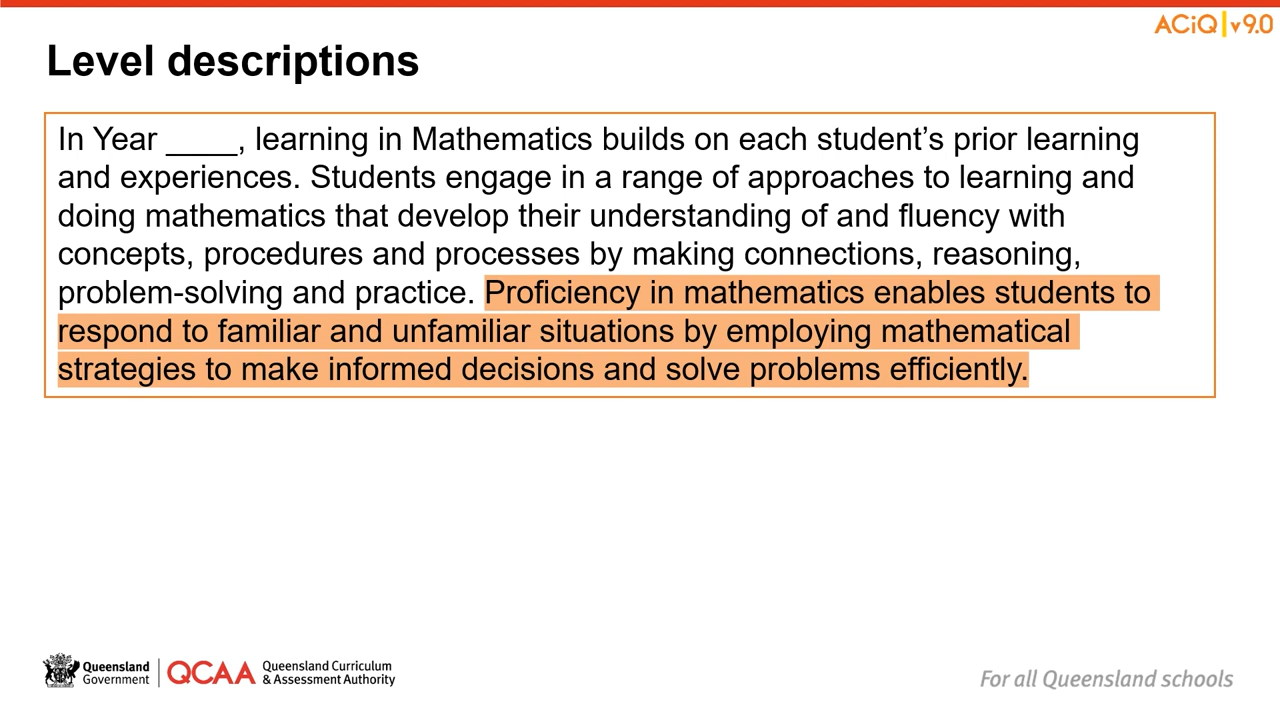 ACiQ v9.0
Level descriptions
In Year ____, learning in Mathematics builds on each student’s prior learning
and experiences. Students engage in a range of approaches to learning and
doing mathematics that develop their understanding of and fluency with
concepts, procedures and processes by making connections, reasoning,
problem-solving and practice. Proficiency in mathematics enables students to
respond to familiar and unfamiliar situations by employing mathematical
strategies to make informed decisions and solve problems efficiently.
Queensland
Government
QCAA
Queensland Curriculum
& Assessment Authority
For all Queensland schools